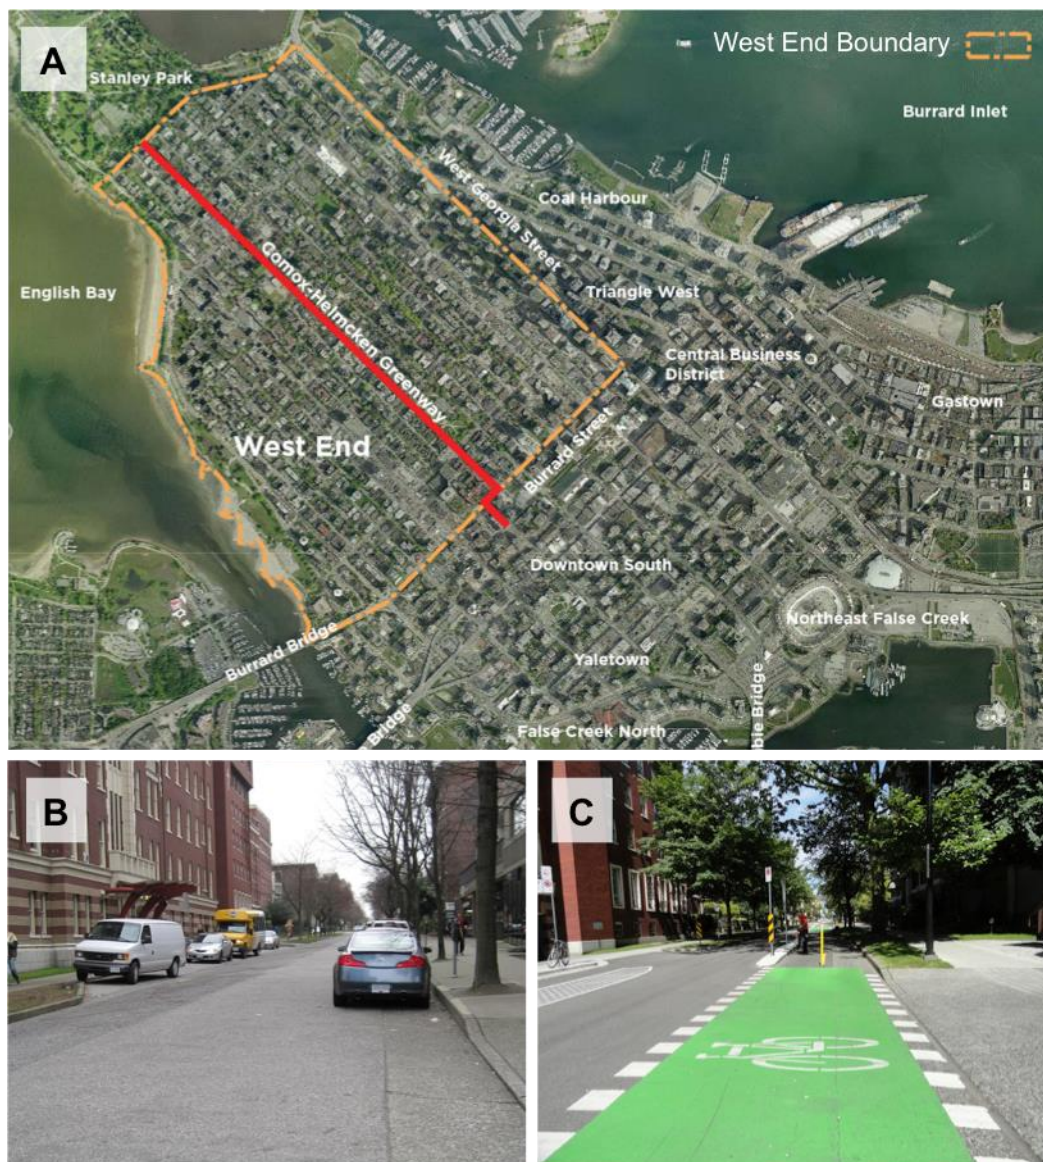 A
West End Boundary
Stanley Park
Burrard Inlet
West Georgia Street
Coal Harbour
Comox-Helmcken Greenway
English Bay
Triangle West
Central Business
District
Gastown
West End
Burrard Street
Downtown South
Northeast False Creek
Burrard Bridge
Yaletown
Bridge
ble Bridge
False Creek North
B
C